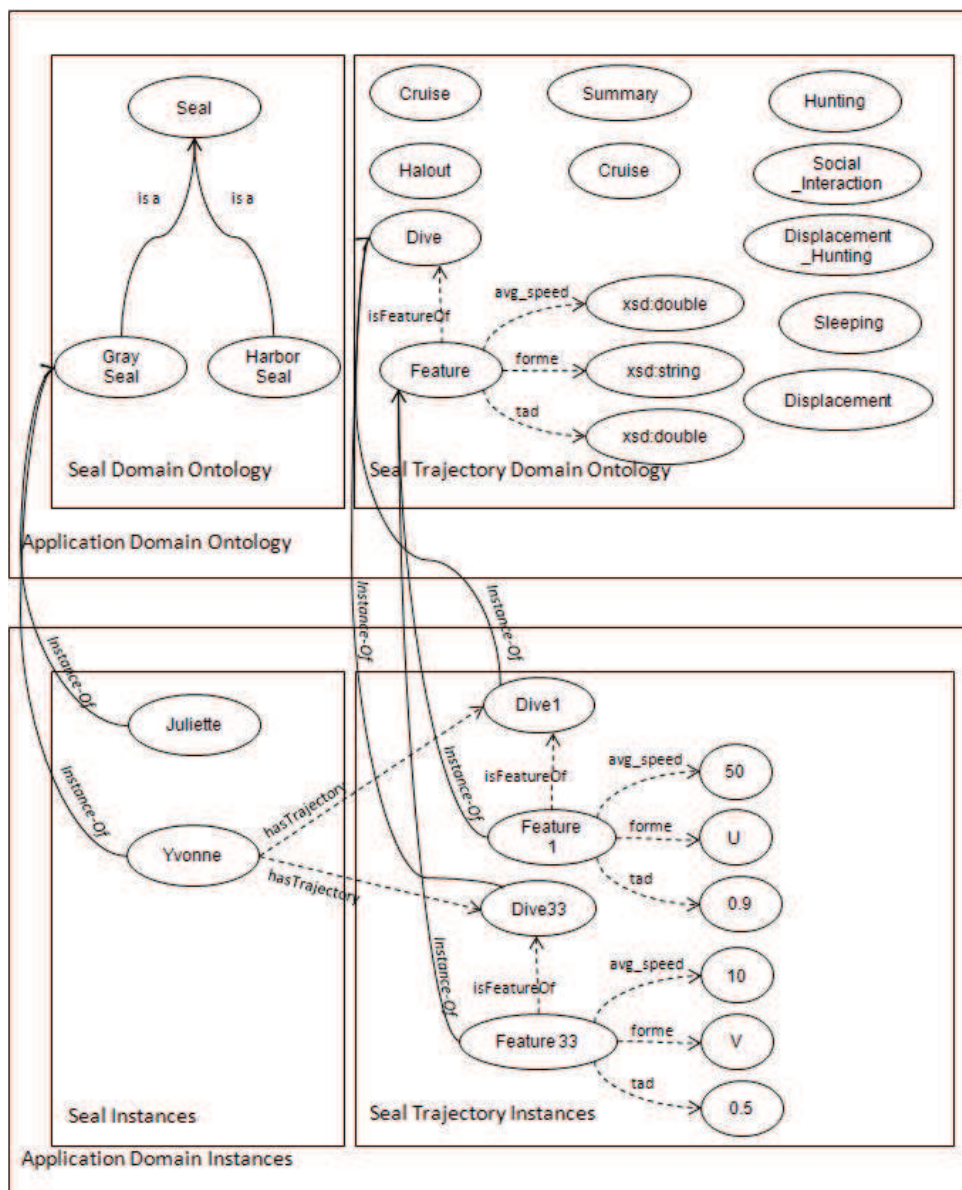 Seal
is a
is a
Gray
Seal
Harbor
Seal
Seal Domain Ontology
Cruise
Summary
Hunting
Halout
Cruise
Social
_Interaction
Dive
Displacement
_Hunting
isFeatureOf
avg_speed
xsd:double
Sleeping
Feature
forme
xsd:string
tad
xsd:double
Displacement
Seal Trajectory Domain Ontology
Application Domain Ontology
Instance-Of
Instance-Of
Instance-Of
Instance-Of
Instance-Of
Instance-Of
Juliette
Yvonne
hasTrajectory
hasTrajectory
Seal Instances
Dive1
isFeatureOf
avg_speed
50
Feature
1
forme
U
tad
0.9
Dive33
isFeatureOf
avg_speed
10
Feature 33
forme
V
tad
0.5
Seal Trajectory Instances
Application Domain Instances